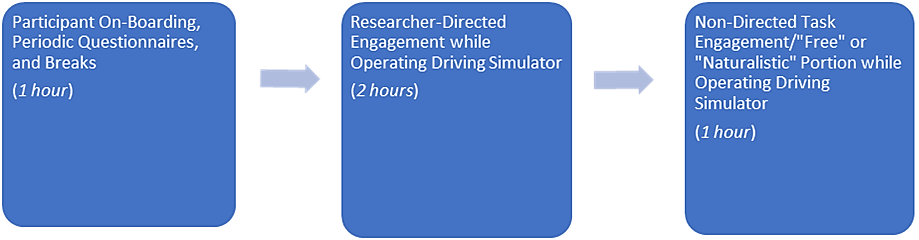 Participant On-Boarding,
Periodic Questionnaires,
and Breaks
(1 hour)
Researcher-Directed
Engagement while
Operating Driving Simulator
(2 hours)
Non-Directed Task
Engagement/"Free" or
"Naturalistic" Portion while
Operating Driving
Simulator
(1 hour)